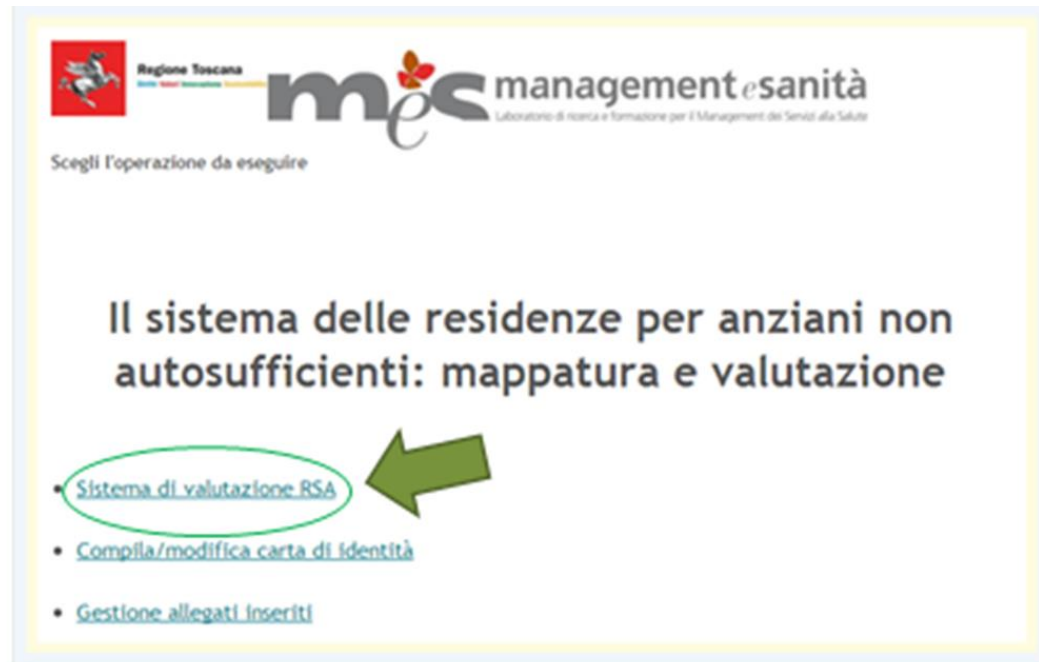 Regione Toscana
mes managementesanità
Laboratorio di ricerca e formazione per il Management dei Servizi alla Salute
Scegli l'operazione da eseguire
Il sistema delle residenze per anziani non
autosufficienti: mappatura e valutazione
• Sistema di valutazione RSA
• Compila/modifica carta di identità
• Gestione allegati inseriti